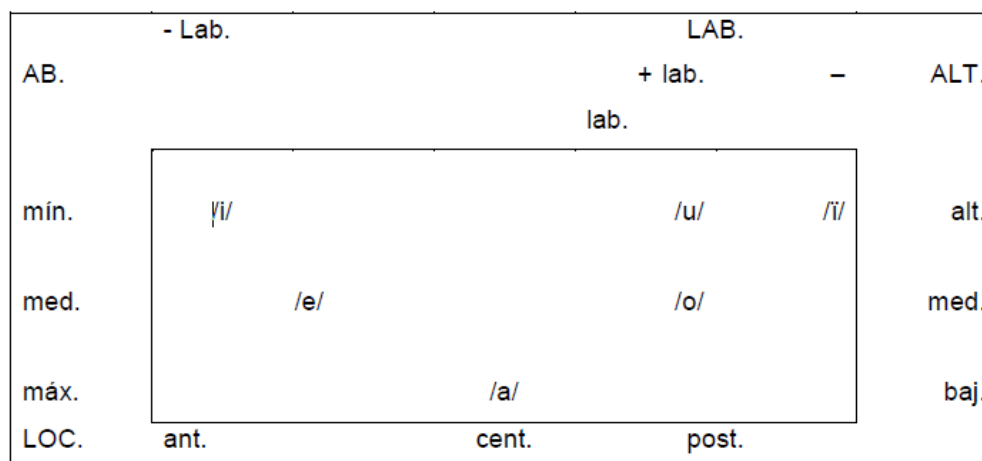 - Lab. LAB.
AB. + lab. – ALT.
lab.
mín. /i/ /u/ /ï/ alt.
med. /e/ /o/ med.
máx. /a/ baj.
LOC. ant. cent. post.